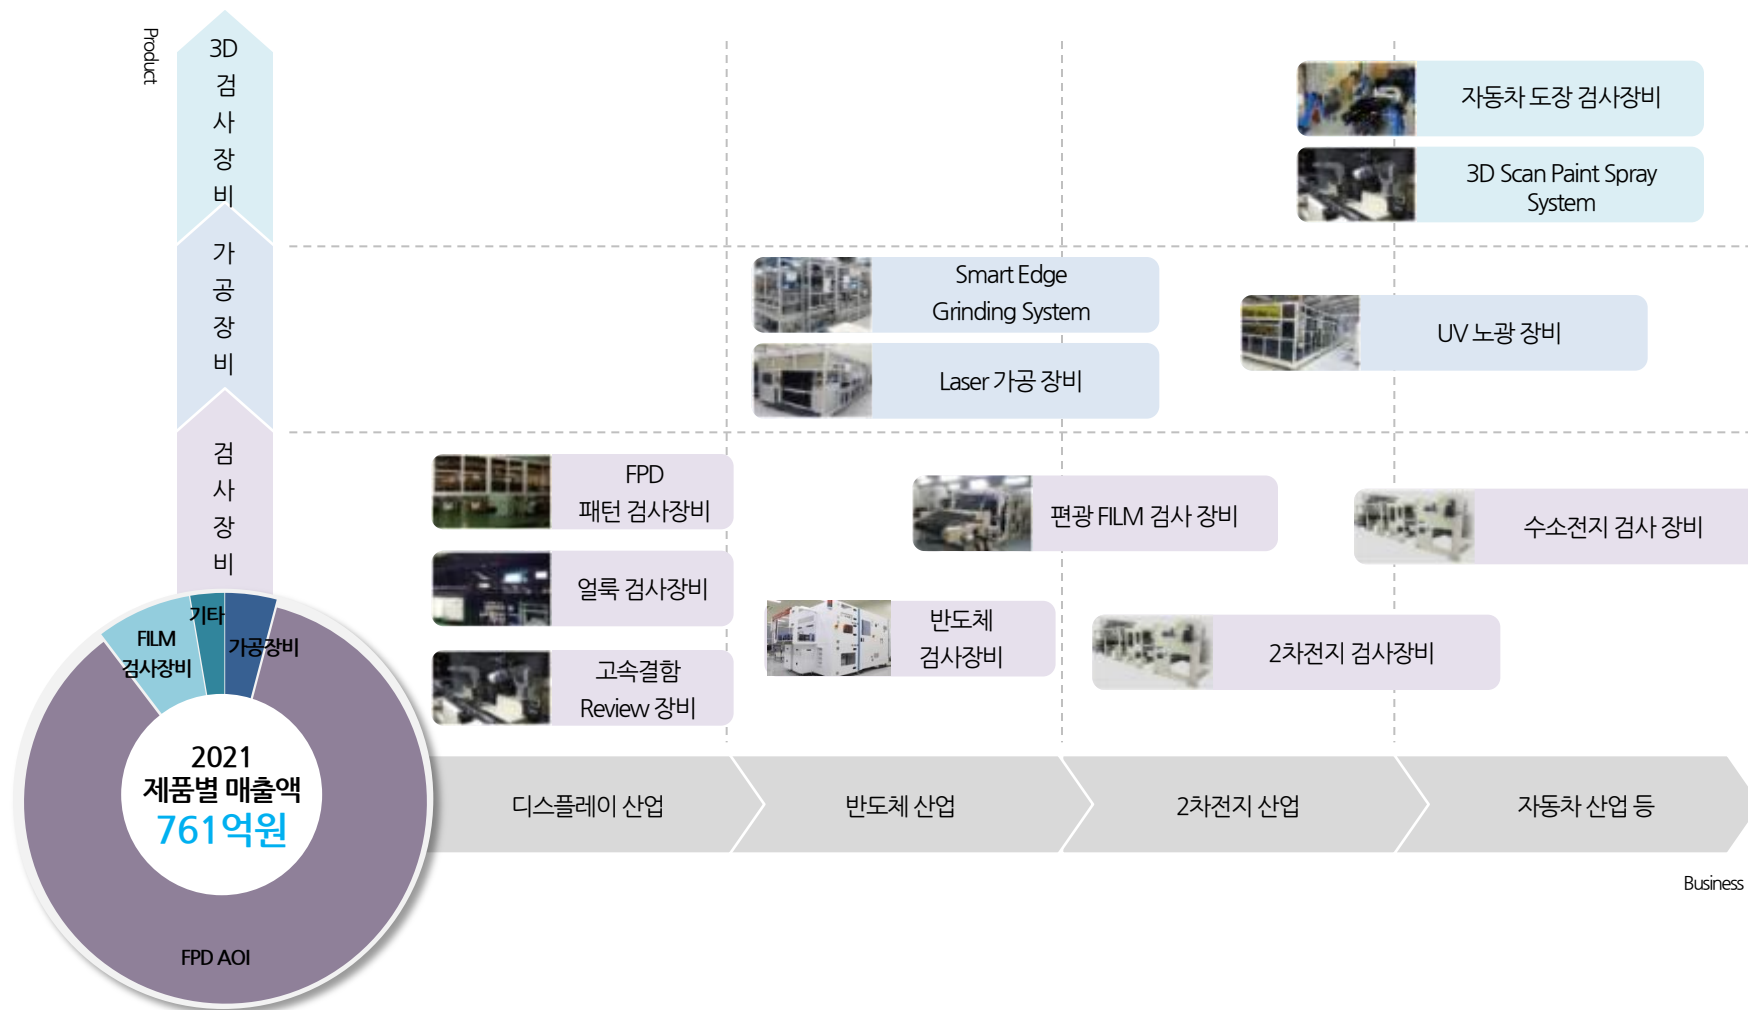 Product
3D
검
사
장
비
가
공
장
비
검
사
장
비
자동차 도장 검사장비
3D Scan Paint Spray
System
Smart Edge
Grinding System
Laser 가공 장비
UV 노광 장비
FPD
패턴 검사장비
얼룩 검사장비
고속결함
Review 장비
편광 FILM 검사 장비
반도체
검사장비
수소전지 검사 장비
2차전지 검사장비
기타
FILM
검사장비
가공장비
2021
제품별 매출액
761억원
FPD AOI
디스플레이 산업
반도체 산업
2차전지 산업
자동차 산업 등
Business